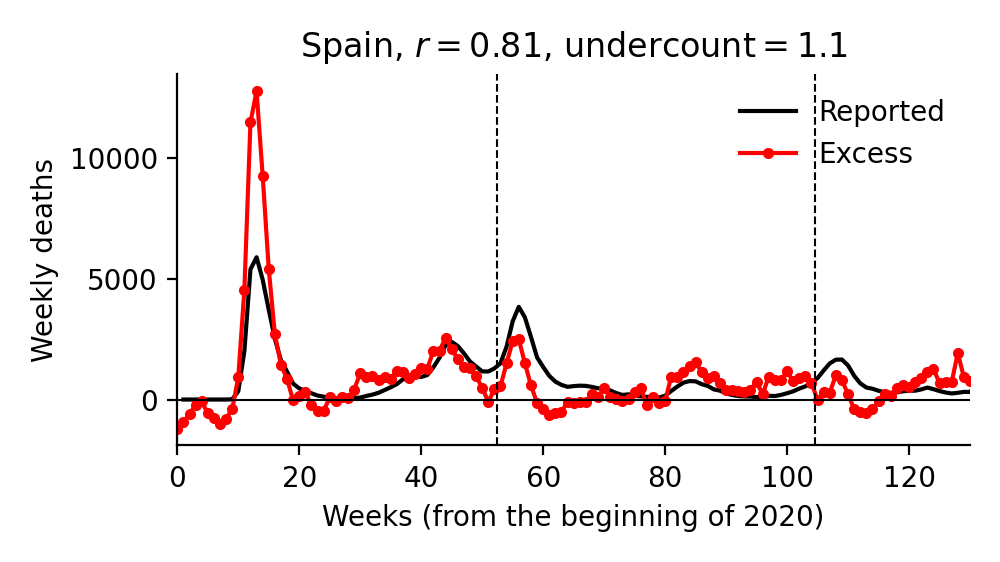 Spain, r = 0.81, undercount = 1.1
Reported
Excess
Weekly deaths
10000
5000
0
0 20 40 60 80 100 120
Weeks (from the beginning of 2020)